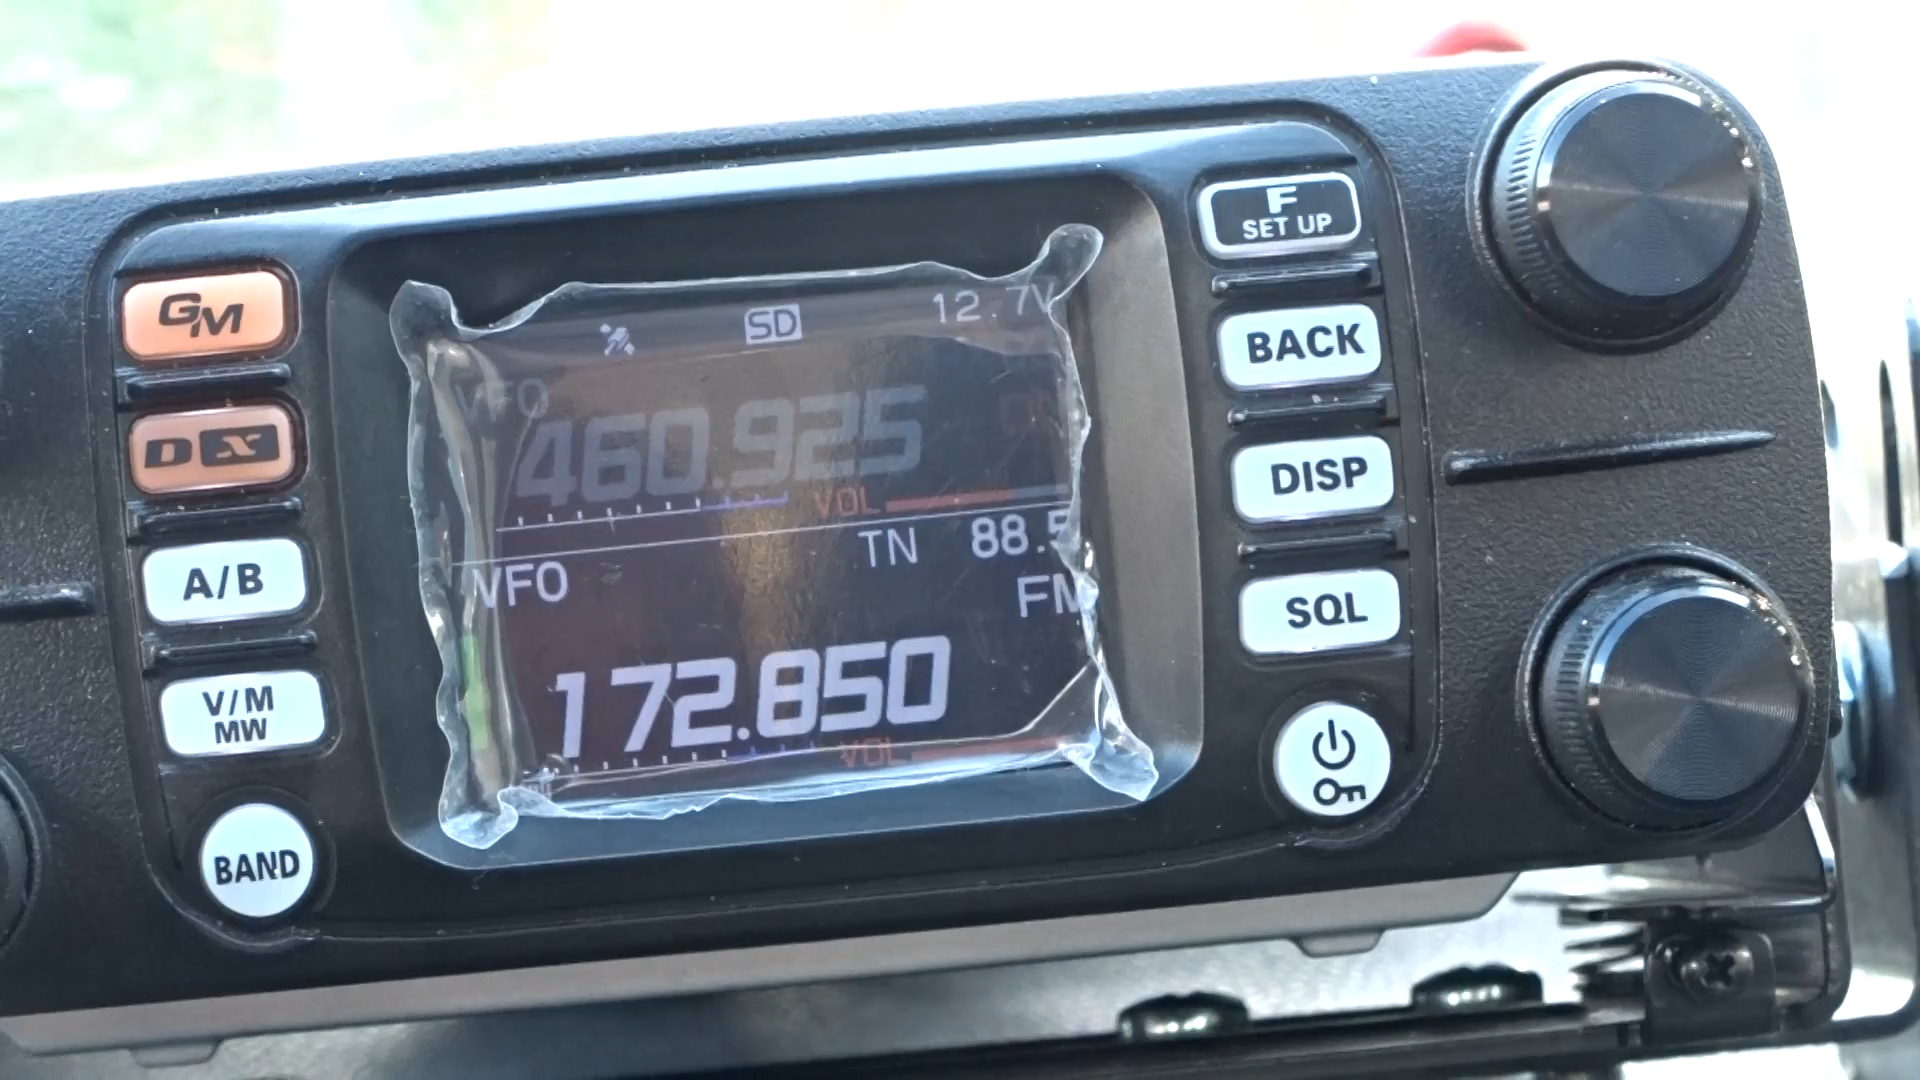 GM
DX
A/B
V/M
MW
BAND
SD
12.7V
VFO
460.925
VOL
TN 88.5
VFO
FM
172.850
VOL
F
SET UP
BACK
DISP
SQL